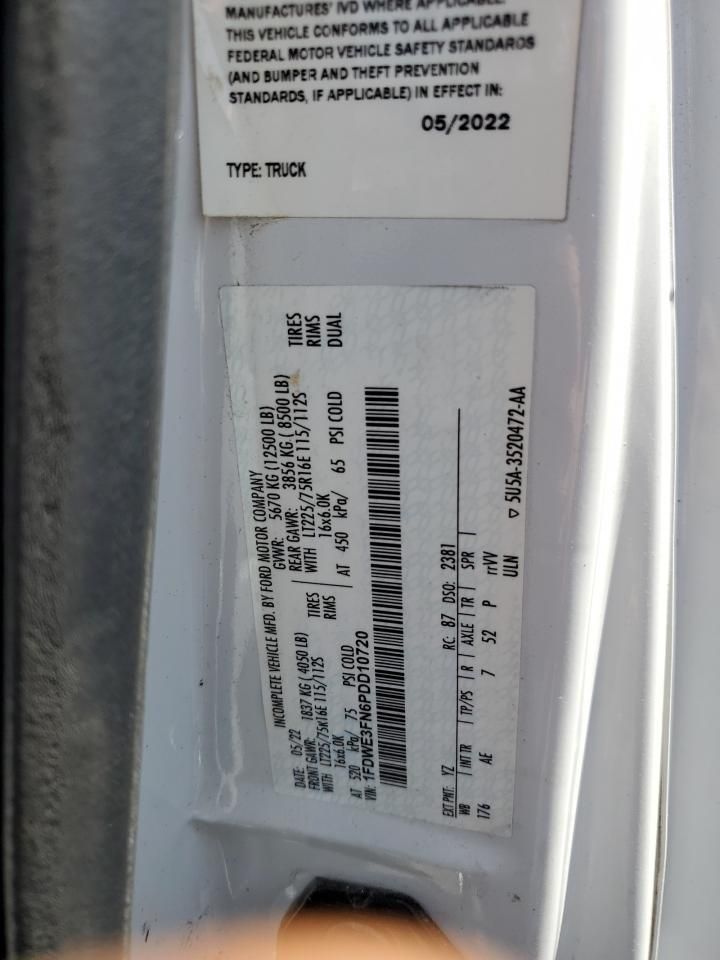 MANUFACTURES' IVD WHERE APPLICABLE.
THIS VEHICLE CONFORMS TO ALL APPLICABLE
FEDERAL MOTOR VEHICLE SAFETY STANDARDS
(AND BUMPER AND THEFT PREVENTION
STANDARDS, IF APPLICABLE) IN EFFECT IN:
05/2022
TYPE: TRUCK
INCOMPLETE VEHICLE MFD. BY FORD MOTOR COMPANY
DATE: 05/22 GVWR: 5670 KG (12500 LB)
FRONT GAWR: 1837 KG ( 4050 LB) REAR GAWR: 3856 KG ( 8500 LB)
WITH LT225/75R16E 115/112S TIRES WITH LT225/75R16E 115/112S TIRES
16x6.0K RIMS 16x6.0K RIMS
AT 520 kPa/ 75 PSI COLD AT 450 kPa/ 65 PSI COLD DUAL
VIN: 1FDWE3FN6PDD10720
EXT PNT: YZ RC: 87 DSO: 2381
WB INT TR TP/PS R AXLE TR SPR
176 AE 7 52 P rrVV
ULN
5U5A-3520472-AA